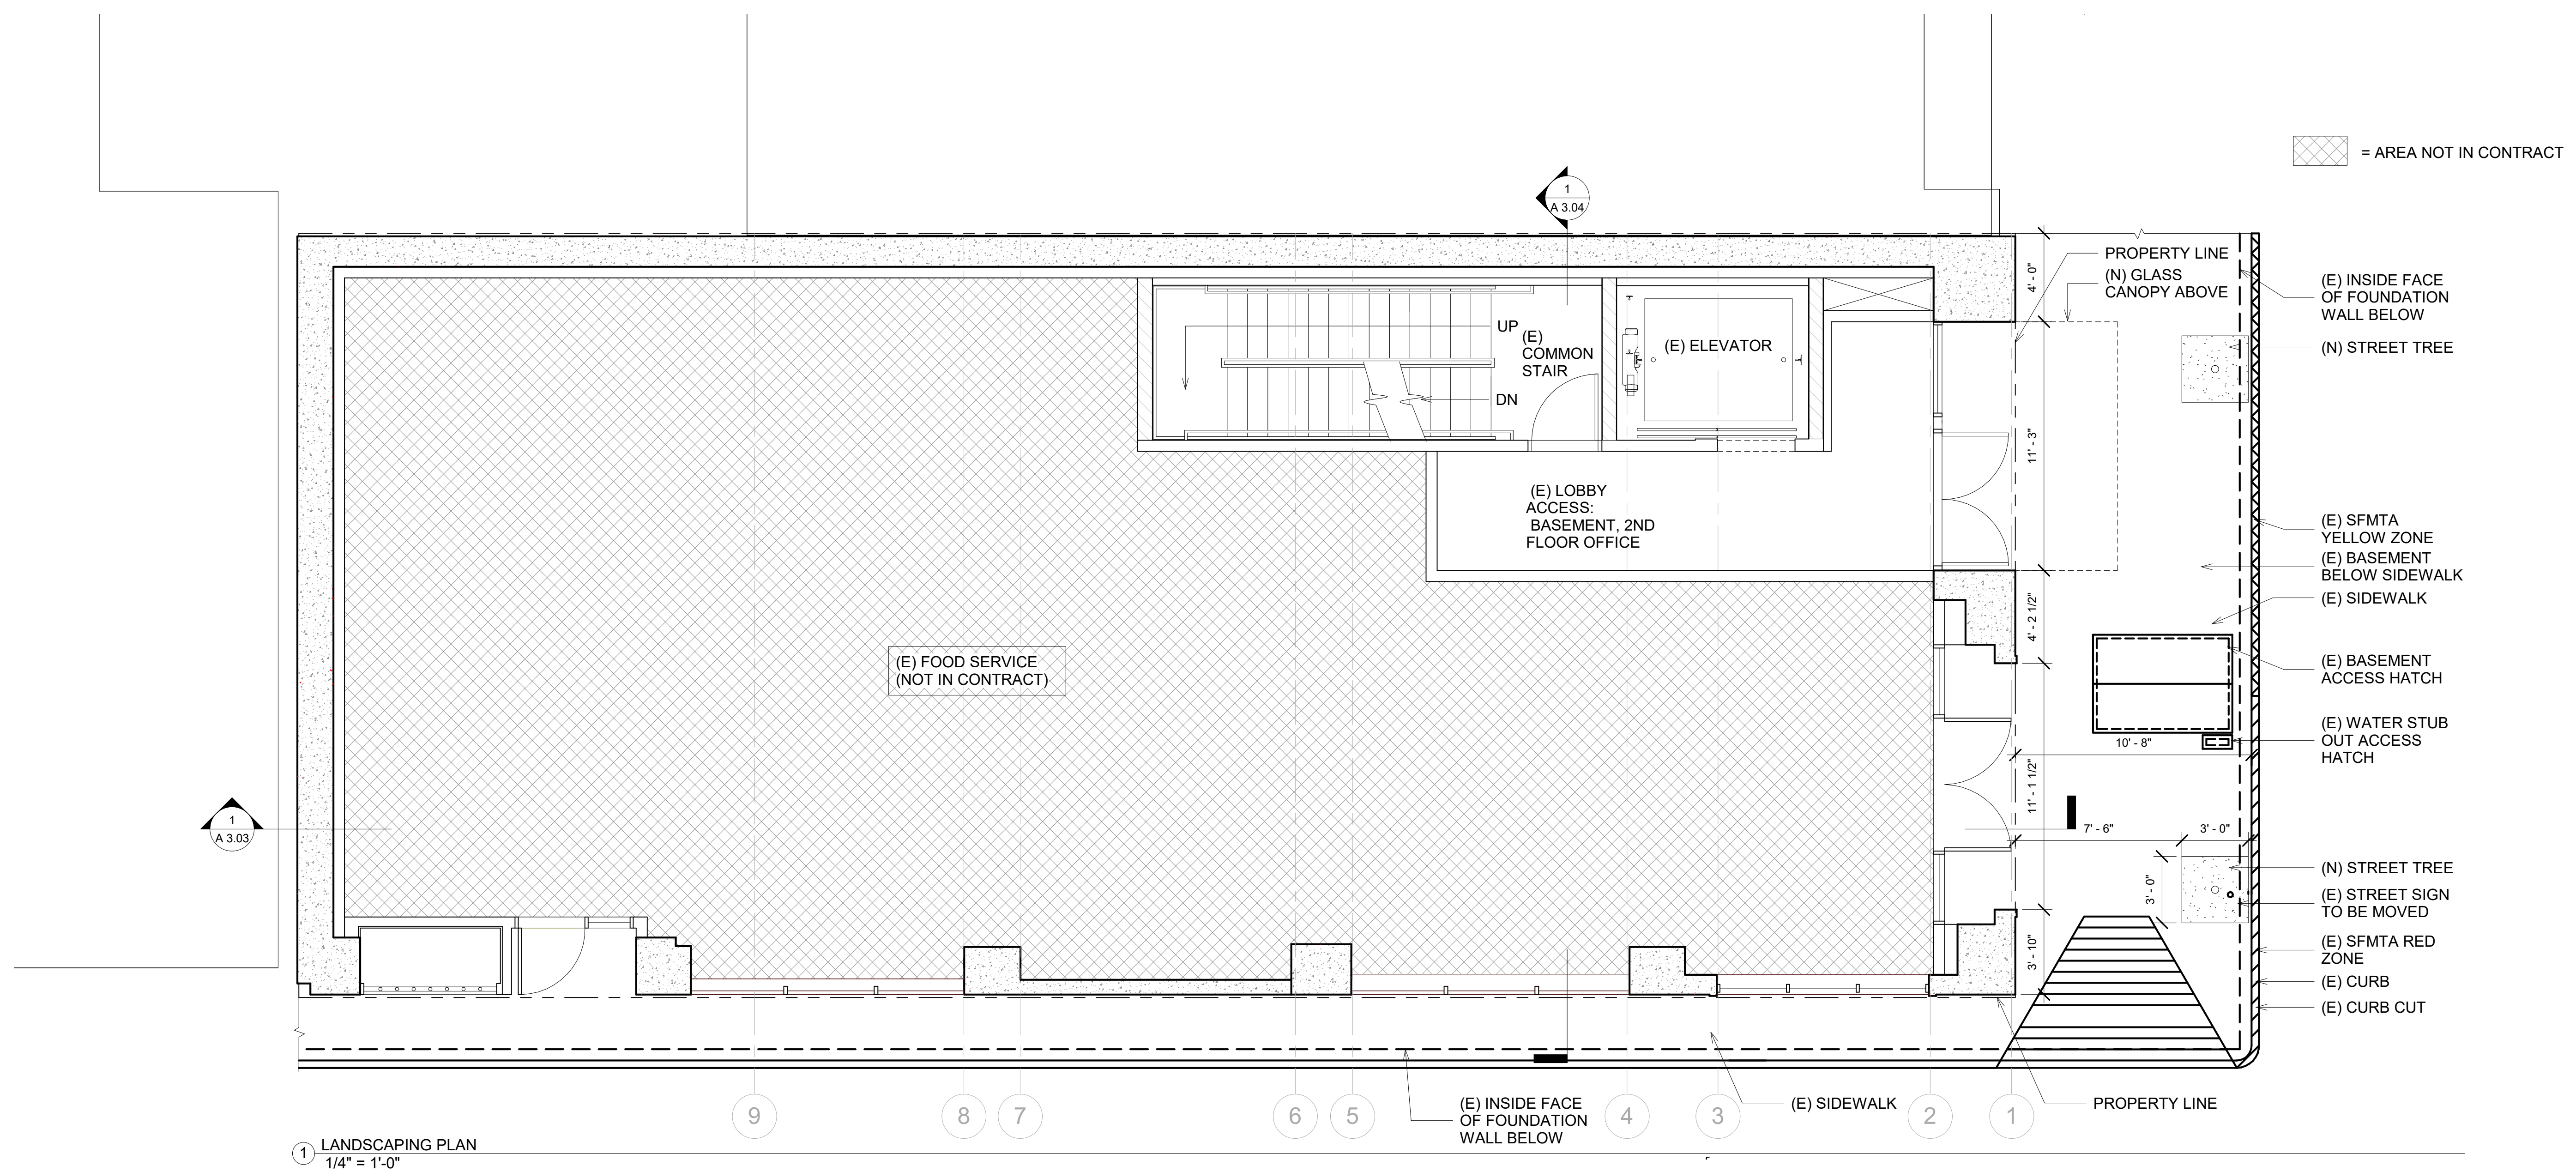 = AREA NOT IN CONTRACT
1
A 3.04
PROPERTY LINE
(N) GLASS
CANOPY ABOVE
4' - 0"
(E) INSIDE FACE
OF FOUNDATION
WALL BELOW
UP
(E)
COMMON
STAIR
(E) ELEVATOR
(N) STREET TREE
DN
11' - 3"
(E) LOBBY
ACCESS:
BASEMENT, 2ND
FLOOR OFFICE
(E) SFMTA
YELLOW ZONE
(E) BASEMENT
BELOW SIDEWALK
(E) SIDEWALK
4' - 2 1/2"
(E) FOOD SERVICE
(NOT IN CONTRACT)
(E) BASEMENT
ACCESS HATCH
(E) WATER STUB
OUT ACCESS
HATCH
10' - 8"
11' - 1 1/2"
1
A 3.03
7' - 6"
3' - 0"
3' - 0"
(N) STREET TREE
(E) STREET SIGN
TO BE MOVED
3' - 10"
(E) SFMTA RED
ZONE
(E) CURB
(E) CURB CUT
9
8
7
6
5
4
3
2
1
(E) INSIDE FACE
OF FOUNDATION
WALL BELOW
(E) SIDEWALK
PROPERTY LINE
1
LANDSCAPING PLAN
1/4" = 1'-0"